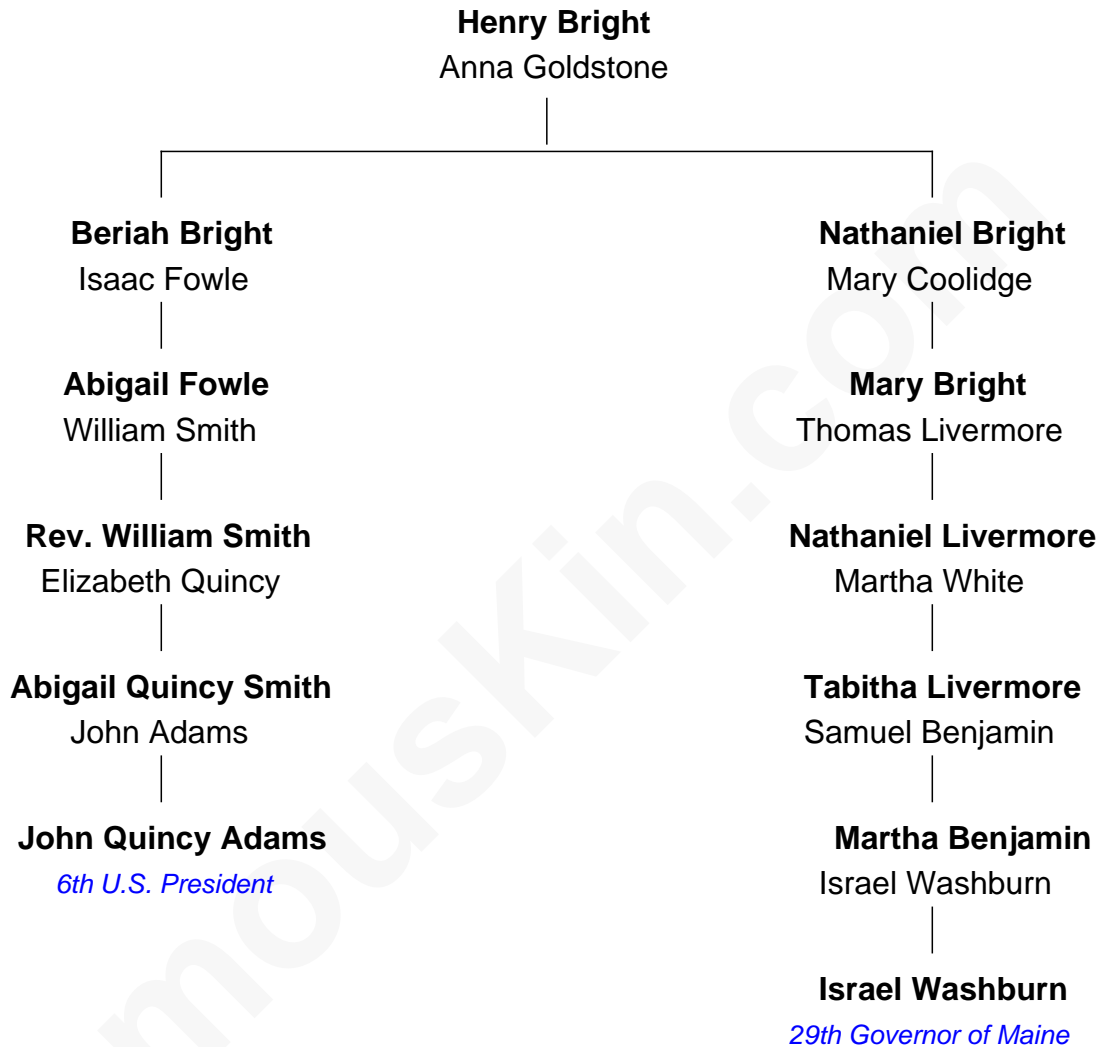 Henry Bright
Anna Goldstone
Beriah Bright
Isaac Fowle
Nathaniel Bright
Mary Coolidge
Abigail Fowle
William Smith
Mary Bright
Thomas Livermore
Rev. William Smith
Elizabeth Quincy
Nathaniel Livermore
Martha White
Abigail Quincy Smith
John Adams
Tabitha Livermore
Samuel Benjamin
John Quincy Adams
6th U.S. President
Martha Benjamin
Israel Washburn
Israel Washburn
29th Governor of Maine
mousKin.com